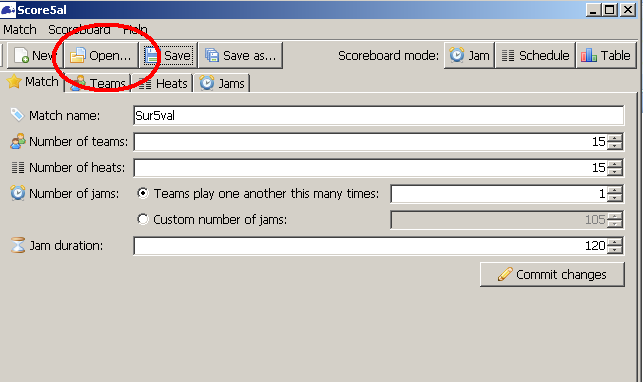 Score5al
Match Scoreboard Help
New Open... Save Save as... Scoreboard mode: Jam Schedule Table
Match Teams Heats Jams
Match name: Sur5val
Number of teams: 15
Number of heats: 15
Number of jams: Teams play one another this many times: 1
Custom number of jams: 105
Jam duration: 120
Commit changes